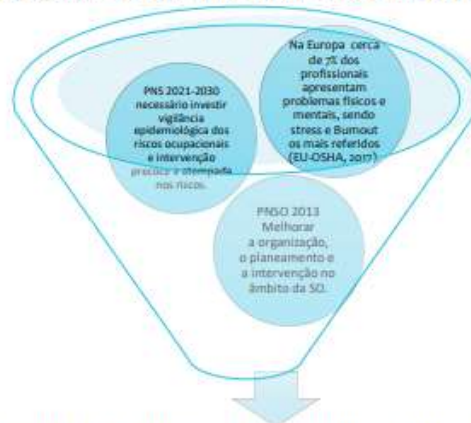 Na Europa cerca
de 7% dos
profissionais
apresentam
problemas físicos e
mentais, sendo
stress e Burnout
os mais referidos
(EU-OSHA, 2017)
PNS 2021-2030
necessário investir
vigilância
epidemiológica dos
riscos ocupacionais
e intervenção
precoce e atempada
nos riscos.
PNSO 2013
Melhorar
a organização,
o planeamento e
a intervenção no
âmbito da SO.